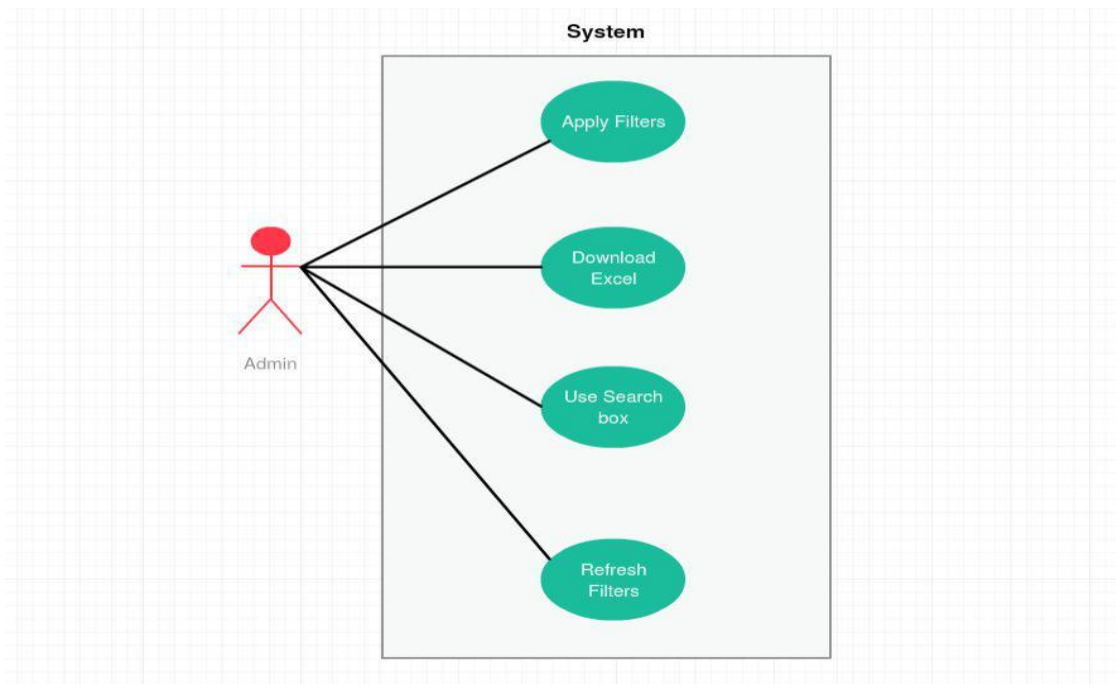 System
Apply Filters
Download
Excel
Admin
Use Search
box
Refresh
Filters